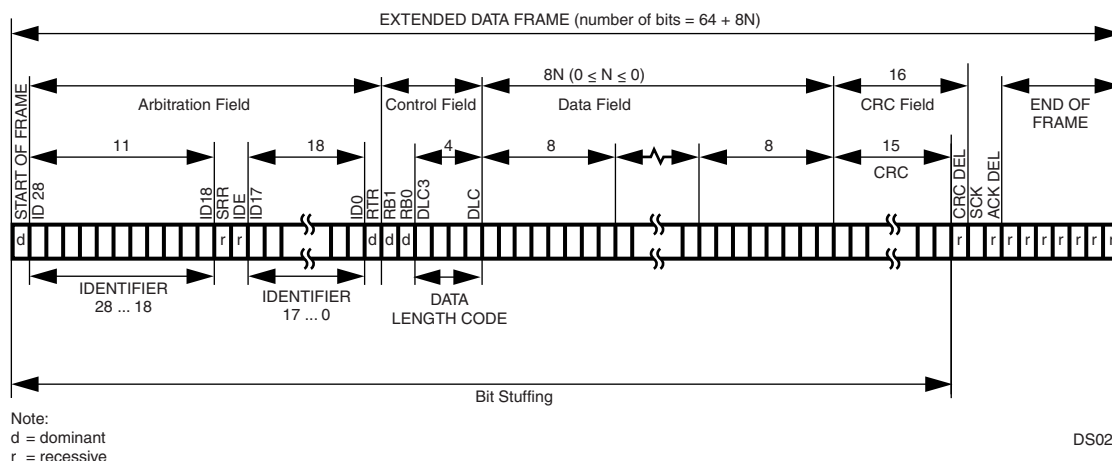 EXTENDED DATA FRAME (number of bits = 64 + 8N)
8N (0 ≤ N ≤ 0)
16
Arbitration Field
Control Field
Data Field
CRC Field
END OF
FRAME
11
18
4
8
8
15
CRC
START OF FRAME
ID 28
ID18
SRR
IDE
ID17
ID0
RTR
RB1
RB0
DLC3
DLC
CRC DEL
SCK
ACK DEL
d r r d d d r r r r r r r r r
IDENTIFIER
28 ... 18
IDENTIFIER
17 ... 0
DATA
LENGTH CODE
Bit Stuffing
Note:
d = dominant
r = recessive
DS02